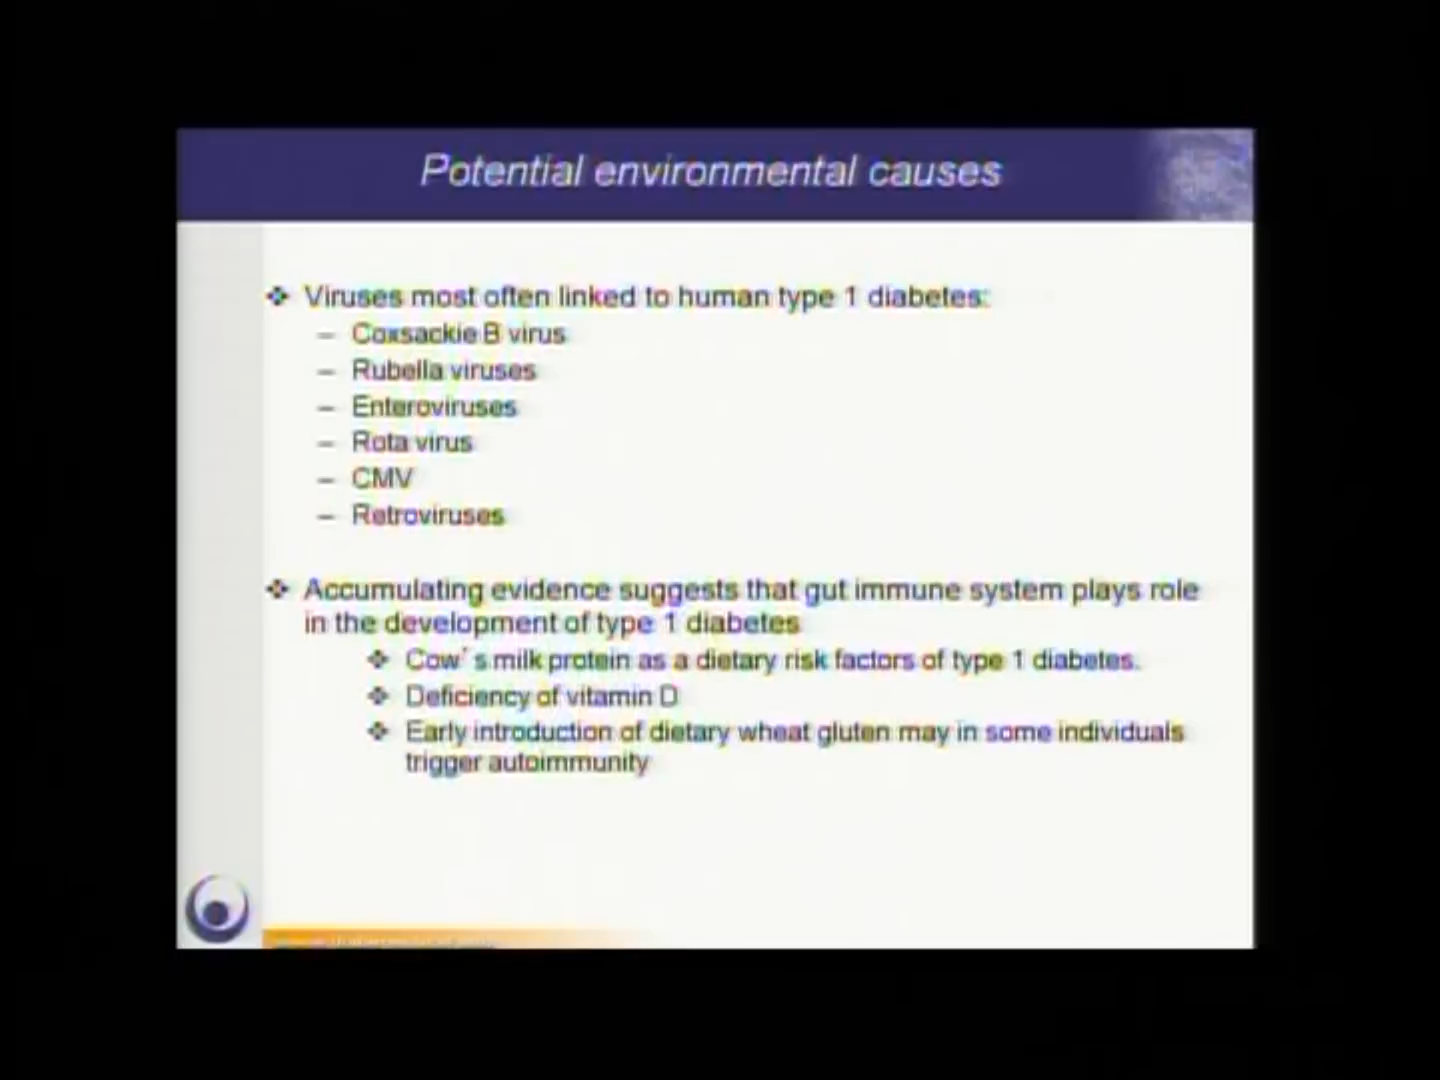 Potential environmental causes
❖ Viruses most often linked to human type 1 diabetes:
– Coxsackie B virus
– Rubella viruses
– Enteroviruses
– Rota virus
– CMV
– Retroviruses
❖ Accumulating evidence suggests that gut immune system plays role
in the development of type 1 diabetes
❖ Cow's milk protein as a dietary risk factors of type 1 diabetes.
❖ Deficiency of vitamin D
❖ Early introduction of dietary wheat gluten may in some individuals
trigger autoimmunity